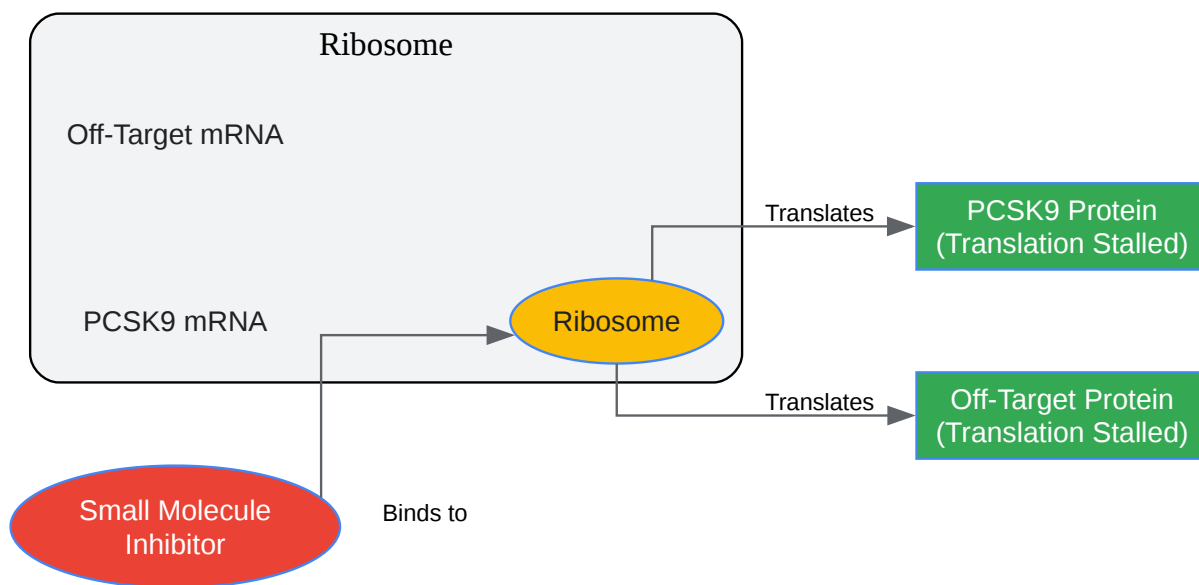 Ribosome
Off-Target mRNA
Translates
PCSK9 Protein
(Translation Stalled)
PCSK9 mRNA
Ribosome
Translates
Off-Target Protein
(Translation Stalled)
Small Molecule
Inhibitor
Binds to